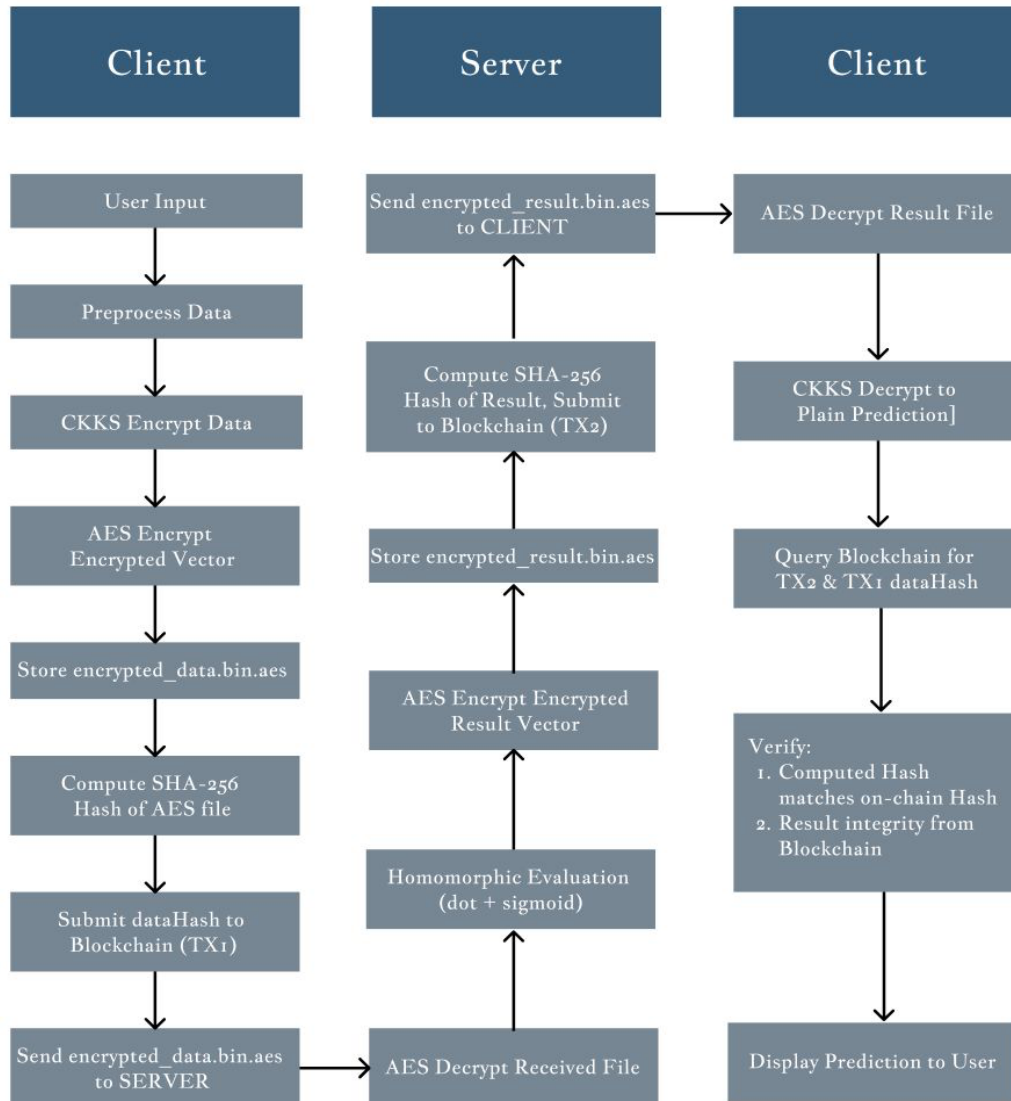 Client
User Input
Preprocess Data
CKKS Encrypt Data
AES Encrypt
Encrypted Vector
Store encrypted_data.bin.aes
Compute SHA-256
Hash of AES file
Submit dataHash to
Blockchain (TX1)
Send encrypted_data.bin.aes
to SERVER
Server
Send encrypted_result.bin.aes
to CLIENT
Compute SHA-256
Hash of Result, Submit
to Blockchain (TX2)
Store encrypted_result.bin.aes
AES Encrypt Encrypted
Result Vector
Homomorphic Evaluation
(dot + sigmoid)
AES Decrypt Received File
Client
AES Decrypt Result File
CKKS Decrypt to
Plain Prediction]
Query Blockchain for
TX2 & TX1 dataHash
Verify:
1. Computed Hash
matches on-chain Hash
2. Result integrity from
Blockchain
Display Prediction to User